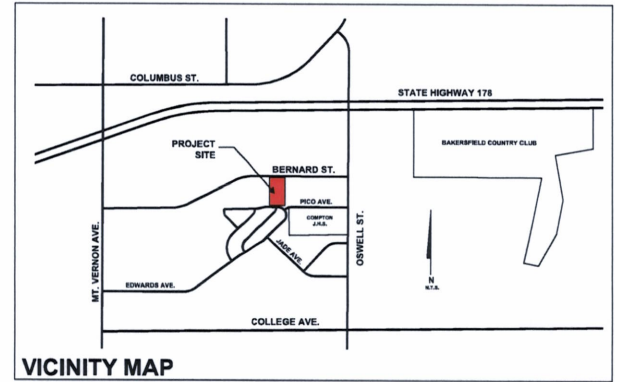 COLUMBUS ST.
STATE HIGHWAY 178
PROJECT
SITE
BERNARD ST.
BAKERSFIELD COUNTRY CLUB
PICO AVE.
COMPTON
J.H.S.
MT. VERNON AVE.
JADE AVE.
OSWELL ST.
EDWARDS AVE.
N
N.T.S.
COLLEGE AVE.
VICINITY MAP